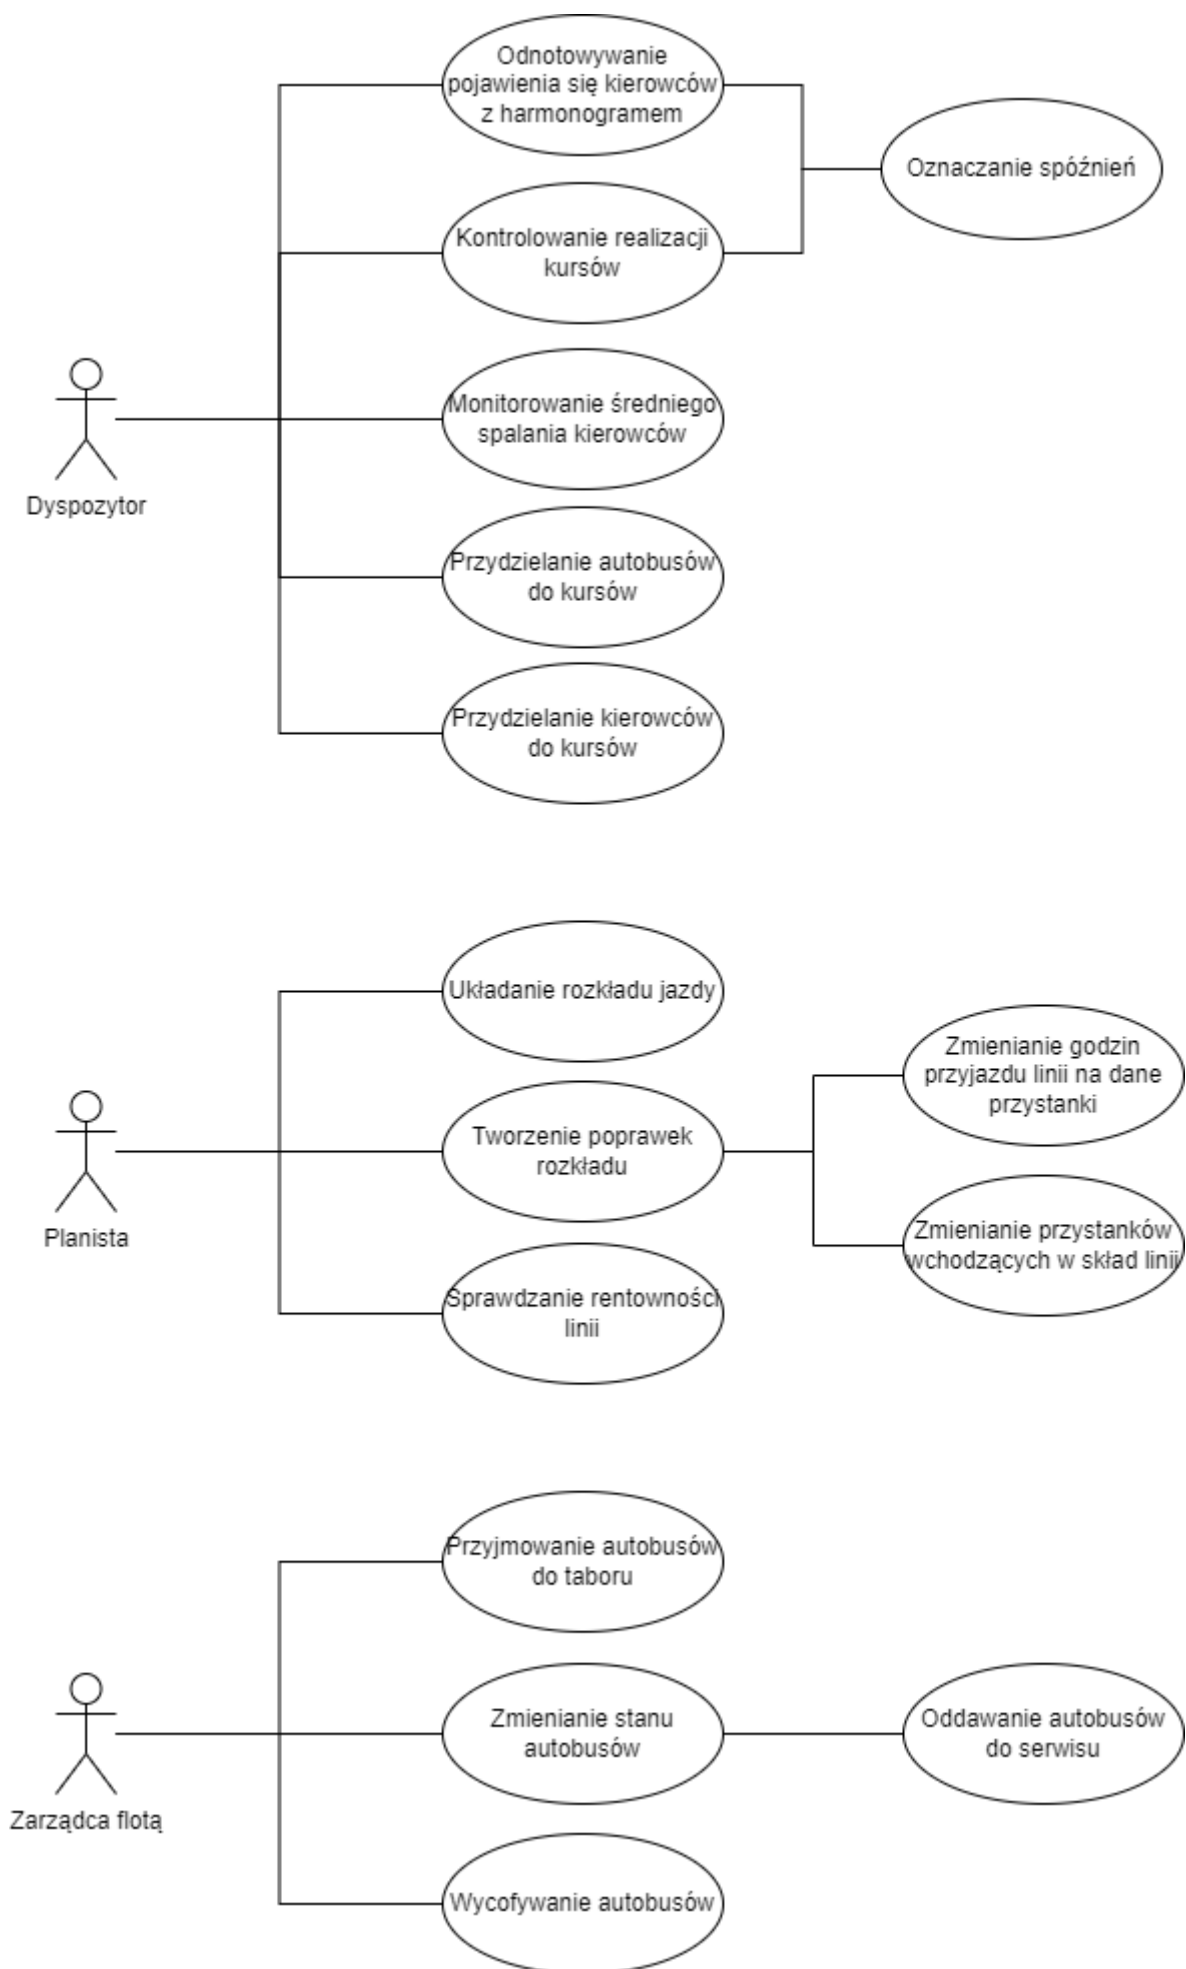 Odnotowywanie
pojawienia się kierowców
z harmonogramem
Oznaczanie spóźnień
Kontrolowanie realizacji
kursów
Monitorowanie średniego
spalania kierowców
Dyspozytor
Przydzielanie autobusów
do kursów
Przydzielanie kierowców
do kursów
Układanie rozkładu jazdy
Zmienianie godzin
przyjazdu linii na dane
przystanki
Tworzenie poprawek
rozkładu
Planista
Zmienianie przystanków
wchodzących w skład linii
Sprawdzanie rentowności
linii
Przyjmowanie autobusów
do taboru
Zmienianie stanu
autobusów
Oddawanie autobusów
do serwisu
Zarządca flotą
Wycofywanie autobusów